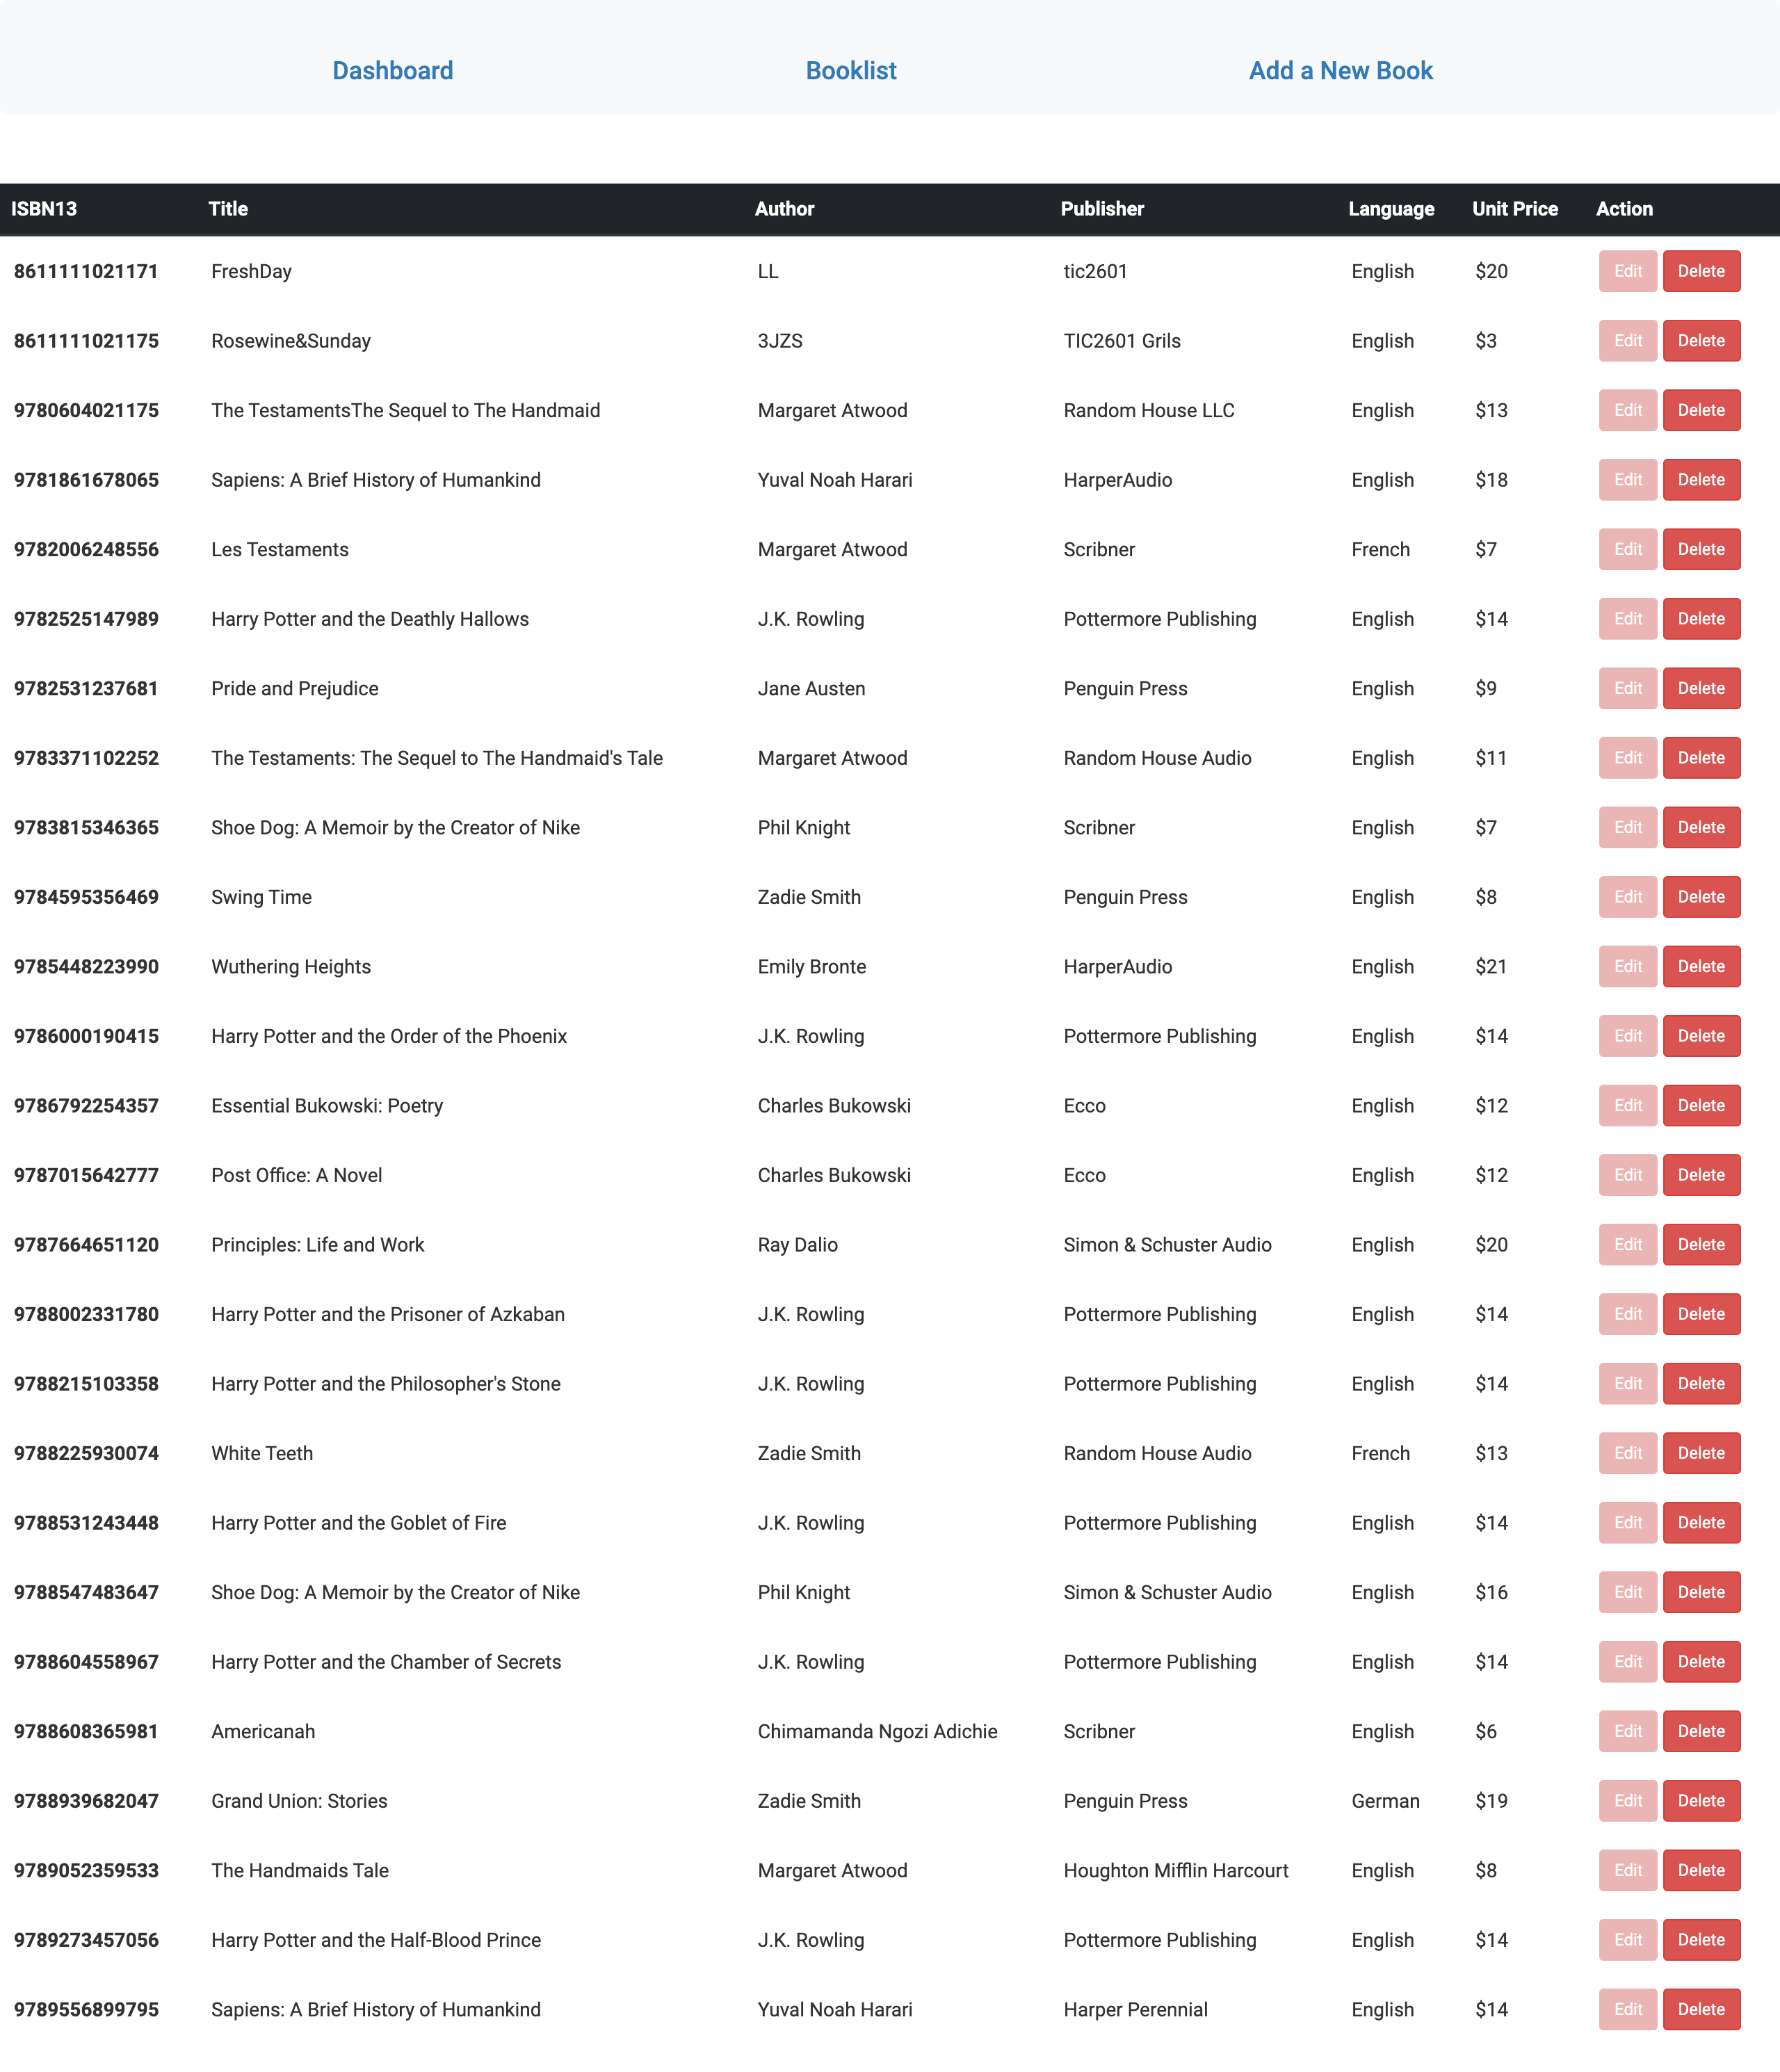 Dashboard Booklist Add a New Book
ISBN13 Title Author Publisher Language Unit Price Action
8611111021171 FreshDay LL tic2601 English $20 Edit Delete
8611111021175 Rosewine&Sunday 3JZS TIC2601 Grils English $3 Edit Delete
9780604021175 The TestamentsThe Sequel to The Handmaid Margaret Atwood Random House LLC English $13 Edit Delete
9781861678065 Sapiens: A Brief History of Humankind Yuval Noah Harari HarperAudio English $18 Edit Delete
9782006248556 Les Testaments Margaret Atwood Scribner French $7 Edit Delete
9782525147989 Harry Potter and the Deathly Hallows J.K. Rowling Pottermore Publishing English $14 Edit Delete
9782531237681 Pride and Prejudice Jane Austen Penguin Press English $9 Edit Delete
9783371102252 The Testaments: The Sequel to The Handmaid's Tale Margaret Atwood Random House Audio English $11 Edit Delete
9783815346365 Shoe Dog: A Memoir by the Creator of Nike Phil Knight Scribner English $7 Edit Delete
9784595356469 Swing Time Zadie Smith Penguin Press English $8 Edit Delete
9785448223990 Wuthering Heights Emily Bronte HarperAudio English $21 Edit Delete
9786000190415 Harry Potter and the Order of the Phoenix J.K. Rowling Pottermore Publishing English $14 Edit Delete
9786792254357 Essential Bukowski: Poetry Charles Bukowski Ecco English $12 Edit Delete
9787015642777 Post Office: A Novel Charles Bukowski Ecco English $12 Edit Delete
9787664651120 Principles: Life and Work Ray Dalio Simon & Schuster Audio English $20 Edit Delete
9788002331780 Harry Potter and the Prisoner of Azkaban J.K. Rowling Pottermore Publishing English $14 Edit Delete
9788215103358 Harry Potter and the Philosopher's Stone J.K. Rowling Pottermore Publishing English $14 Edit Delete
9788225930074 White Teeth Zadie Smith Random House Audio French $13 Edit Delete
9788531243448 Harry Potter and the Goblet of Fire J.K. Rowling Pottermore Publishing English $14 Edit Delete
9788547483647 Shoe Dog: A Memoir by the Creator of Nike Phil Knight Simon & Schuster Audio English $16 Edit Delete
9788604558967 Harry Potter and the Chamber of Secrets J.K. Rowling Pottermore Publishing English $14 Edit Delete
9788608365981 Americanah Chimamanda Ngozi Adichie Scribner English $6 Edit Delete
9788939682047 Grand Union: Stories Zadie Smith Penguin Press German $19 Edit Delete
9789052359533 The Handmaids Tale Margaret Atwood Houghton Mifflin Harcourt English $8 Edit Delete
9789273457056 Harry Potter and the Half-Blood Prince J.K. Rowling Pottermore Publishing English $14 Edit Delete
9789556899795 Sapiens: A Brief History of Humankind Yuval Noah Harari Harper Perennial English $14 Edit Delete